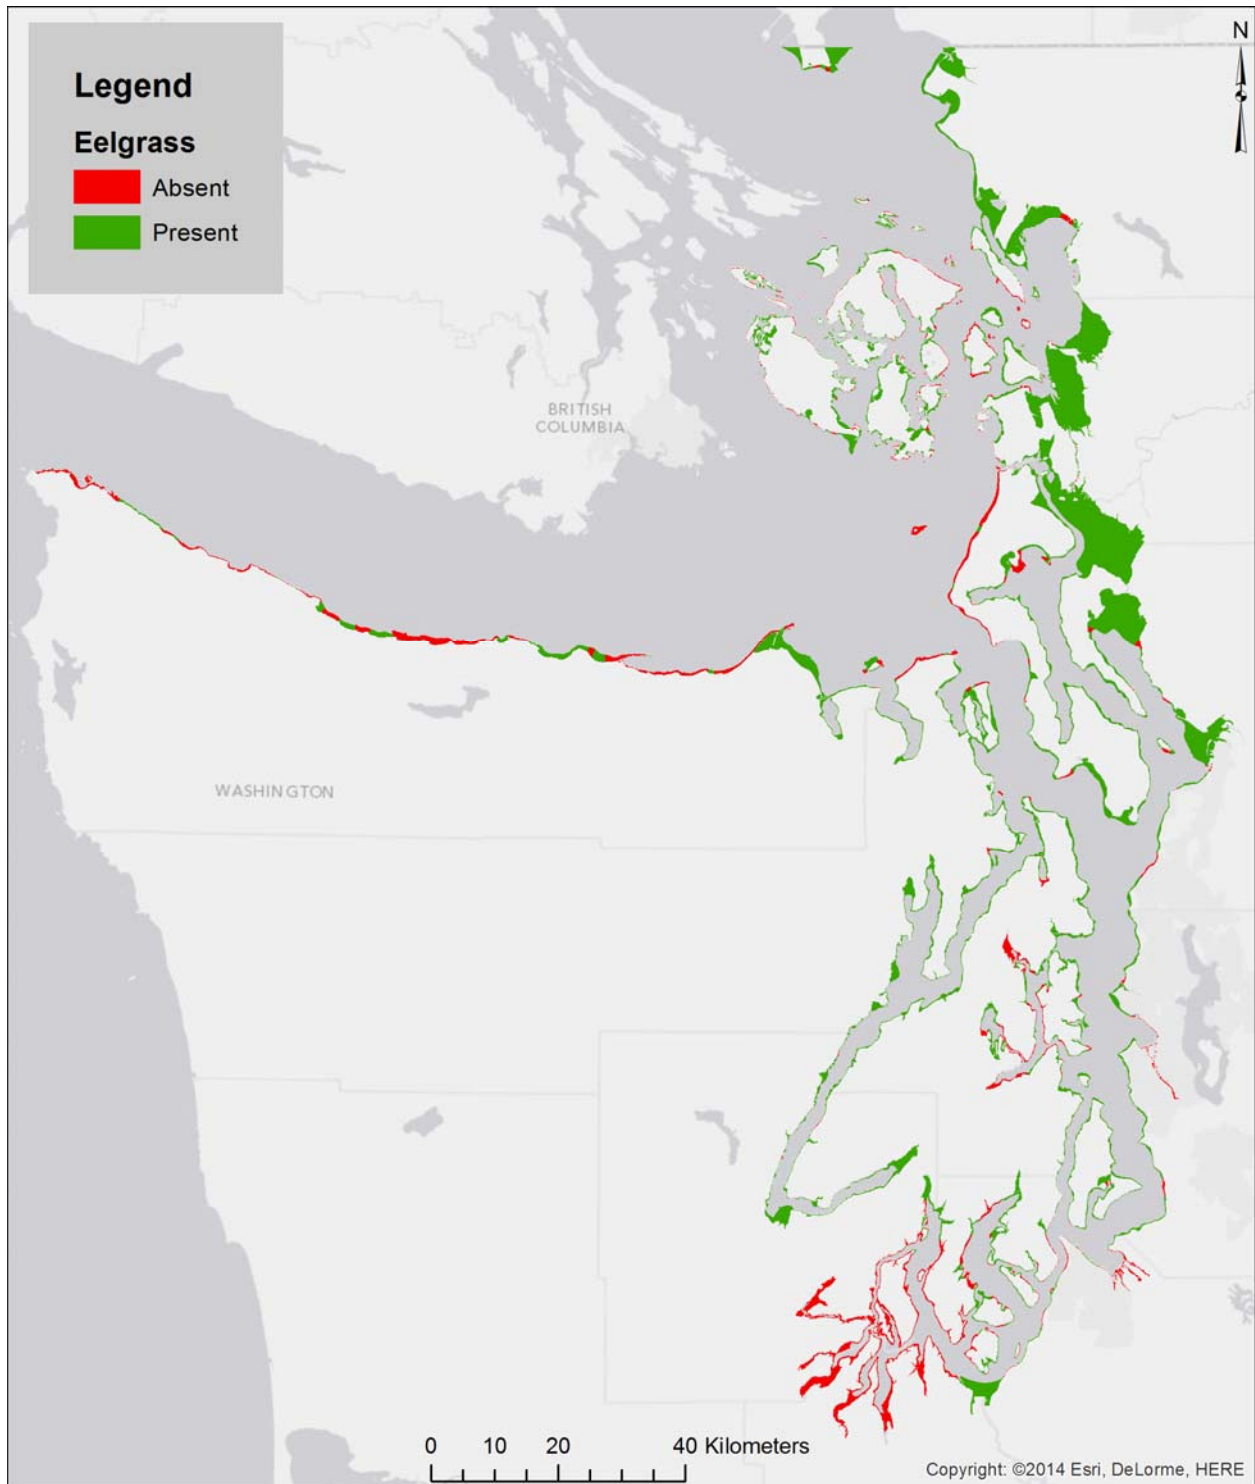 Legend
Eelgrass
Absent
Present
N
BRITISH
COLUMBIA
WASHINGTON
0 10 20 40 Kilometers
Copyright: ©2014 Esri, DeLorme, HERE